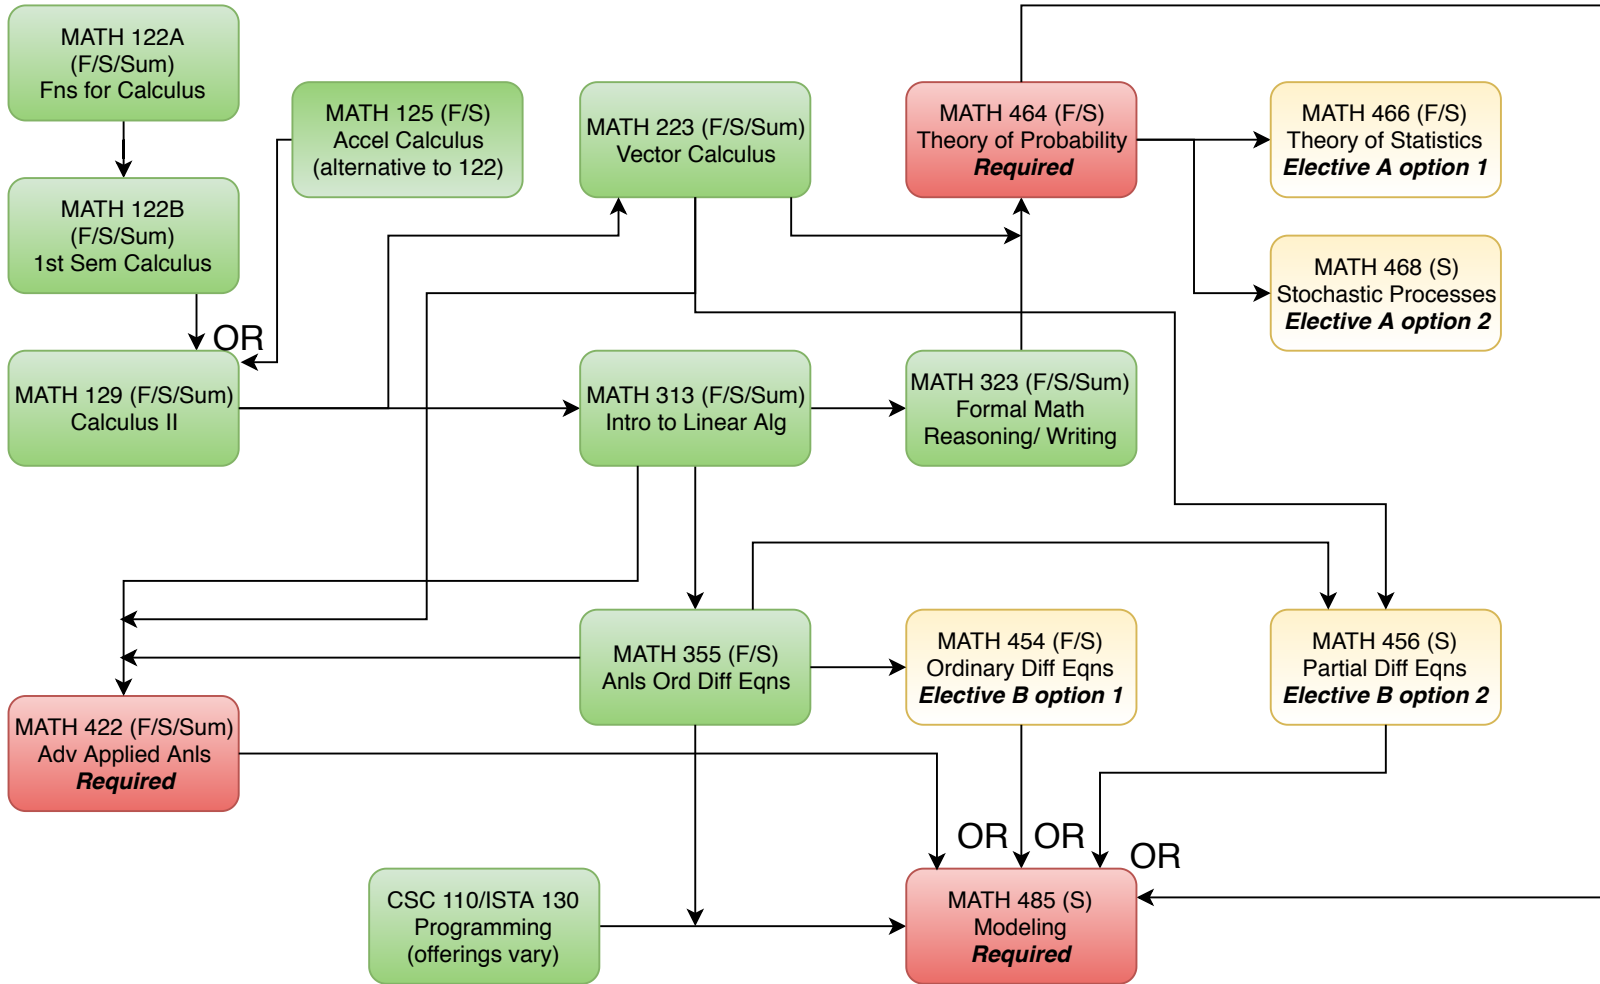 MATH 122A
(F/S/Sum)
Fns for Calculus
MATH 125 (F/S)
Accel Calculus
(alternative to 122)
MATH 223 (F/S/Sum)
Vector Calculus
MATH 464 (F/S)
Theory of Probability
Required
MATH 466 (F/S)
Theory of Statistics
Elective A option 1
MATH 122B
(F/S/Sum)
1st Sem Calculus
MATH 468 (S)
Stochastic Processes
Elective A option 2
OR
MATH 129 (F/S/Sum)
Calculus II
MATH 313 (F/S/Sum)
Intro to Linear Alg
MATH 323 (F/S/Sum)
Formal Math
Reasoning/ Writing
MATH 355 (F/S)
Anls Ord Diff Eqns
MATH 454 (F/S)
Ordinary Diff Eqns
Elective B option 1
MATH 456 (S)
Partial Diff Eqns
Elective B option 2
MATH 422 (F/S/Sum)
Adv Applied Anls
Required
OR
OR
OR
CSC 110/ISTA 130
Programming
(offerings vary)
MATH 485 (S)
Modeling
Required